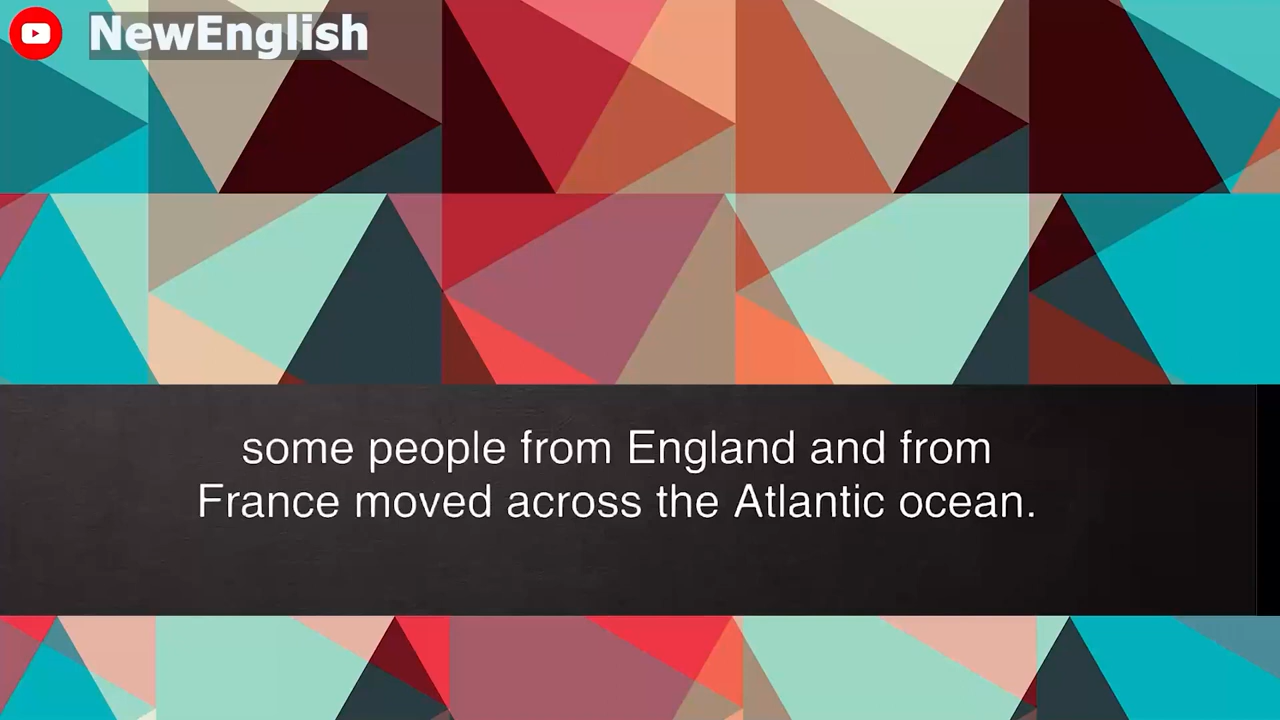 NewEnglish
some people from England and from
France moved across the Atlantic ocean.